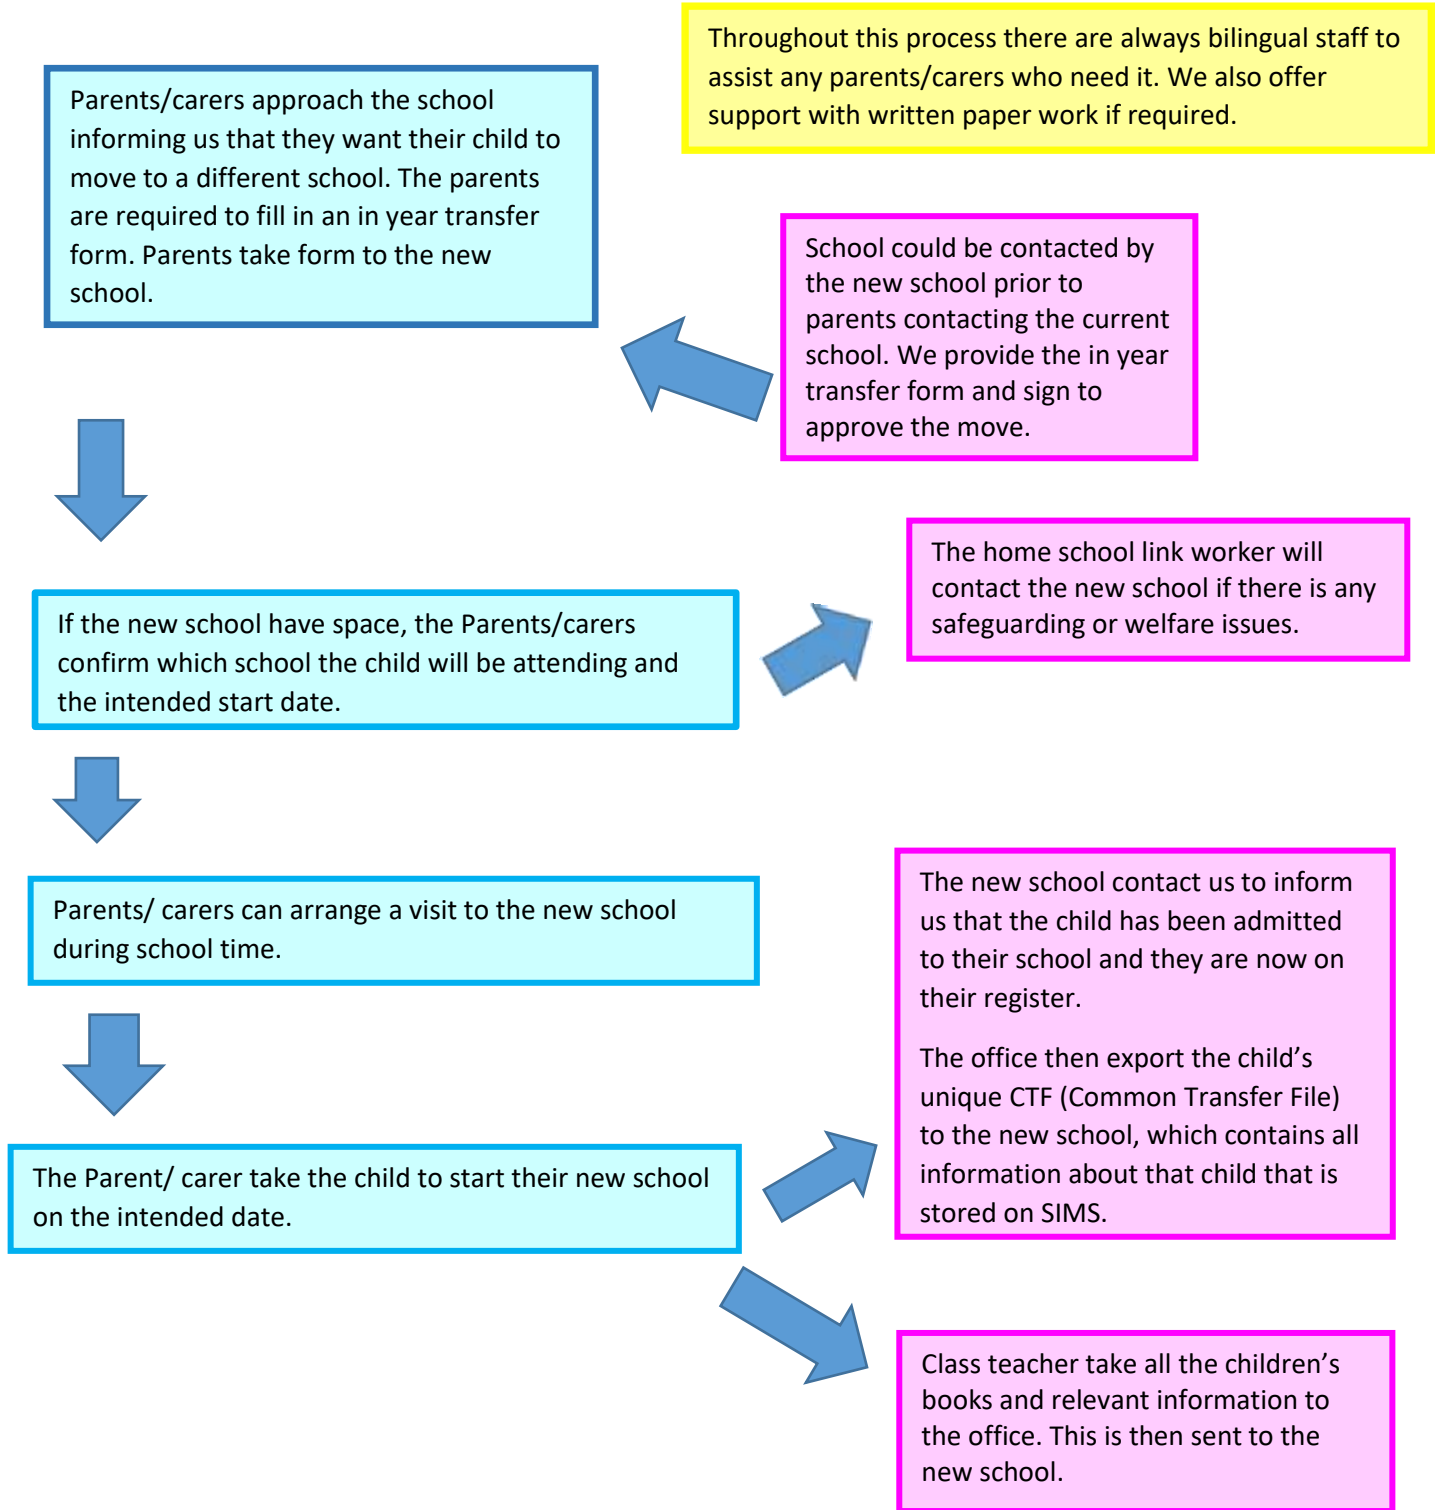 Throughout this process there are always bilingual staff to
assist any parents/carers who need it. We also offer
support with written paper work if required.
Parents/carers approach the school
informing us that they want their child to
move to a different school. The parents
are required to fill in an in year transfer
form. Parents take form to the new
school.
School could be contacted by
the new school prior to
parents contacting the current
school. We provide the in year
transfer form and sign to
approve the move.
The home school link worker will
contact the new school if there is any
safeguarding or welfare issues.
If the new school have space, the Parents/carers
confirm which school the child will be attending and
the intended start date.
Parents/ carers can arrange a visit to the new school
during school time.
The new school contact us to inform
us that the child has been admitted
to their school and they are now on
their register.
The office then export the child’s
unique CTF (Common Transfer File)
to the new school, which contains all
information about that child that is
stored on SIMS.
The Parent/ carer take the child to start their new school
on the intended date.
Class teacher take all the children’s
books and relevant information to
the office. This is then sent to the
new school.